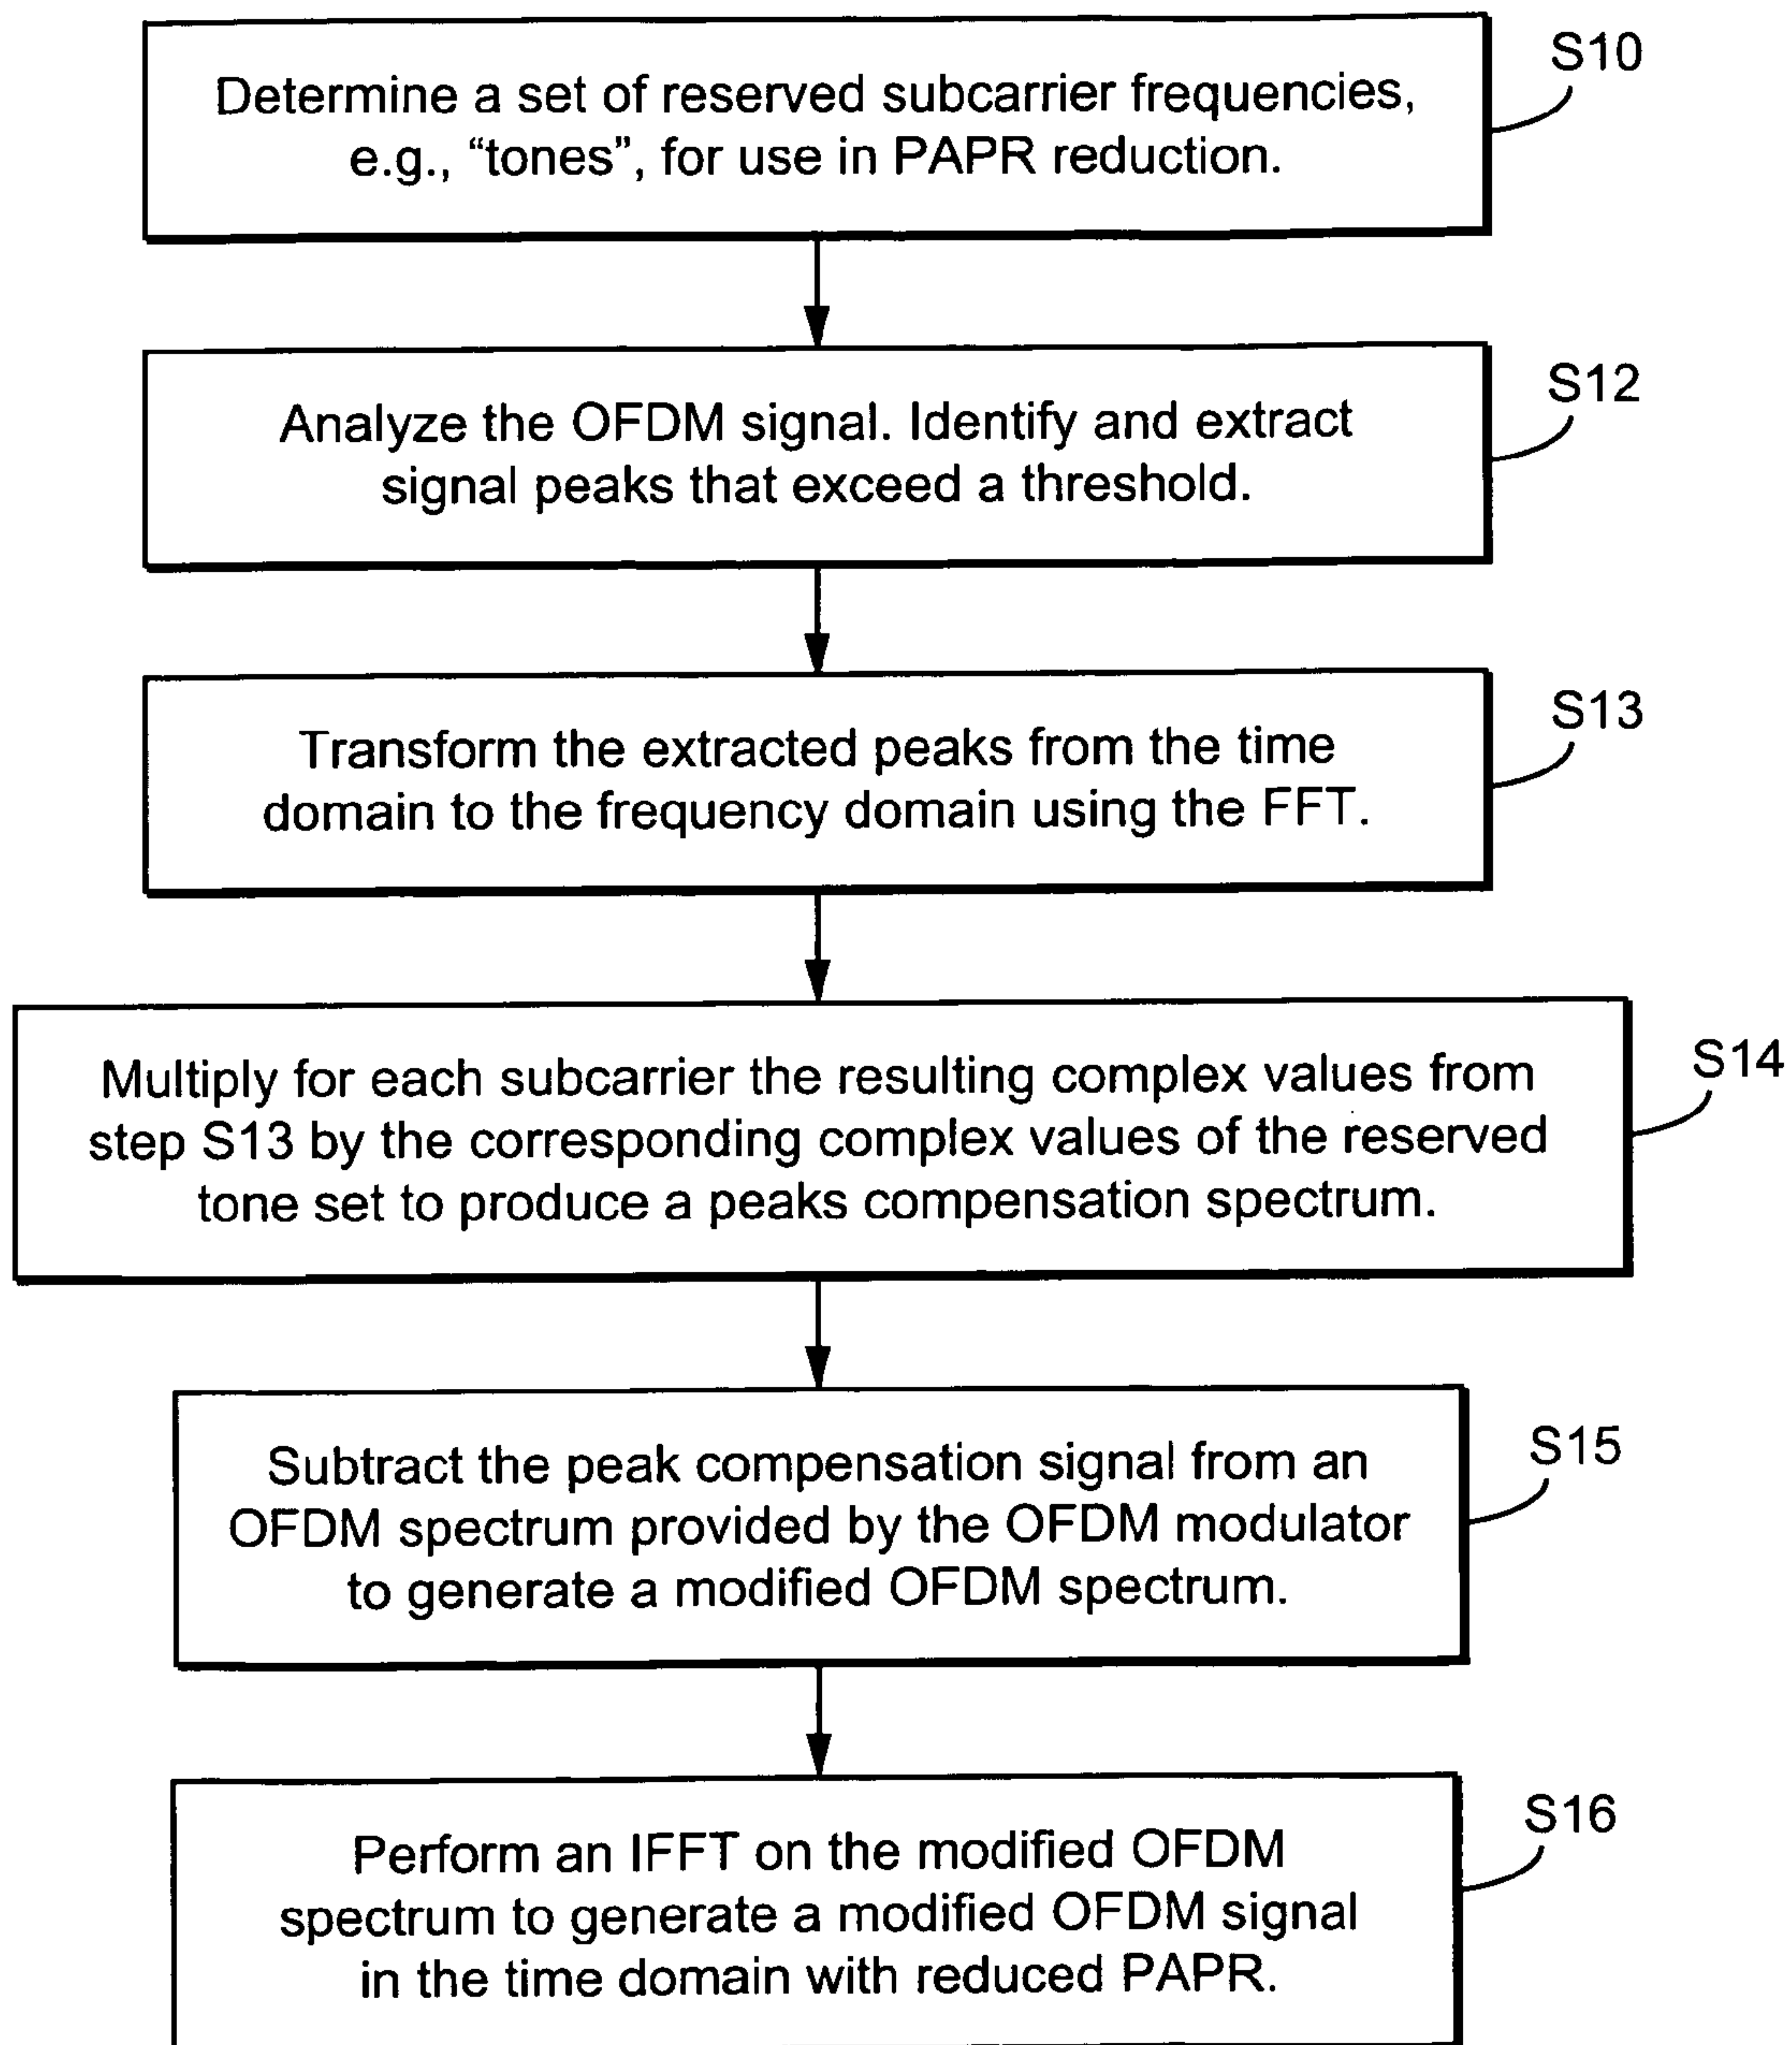 S10
Determine a set of reserved subcarrier frequencies,
e.g., “tones”, for use in PAPR reduction.
S12
Analyze the OFDM signal. Identify and extract
signal peaks that exceed a threshold.
S13
Transform the extracted peaks from the time
domain to the frequency domain using the FFT.
S14
Multiply for each subcarrier the resulting complex values from
step S13 by the corresponding complex values of the reserved
tone set to produce a peaks compensation spectrum.
S15
Subtract the peak compensation signal from an
OFDM spectrum provided by the OFDM modulator
to generate a modified OFDM spectrum.
S16
Perform an IFFT on the modified OFDM
spectrum to generate a modified OFDM signal
in the time domain with reduced PAPR.